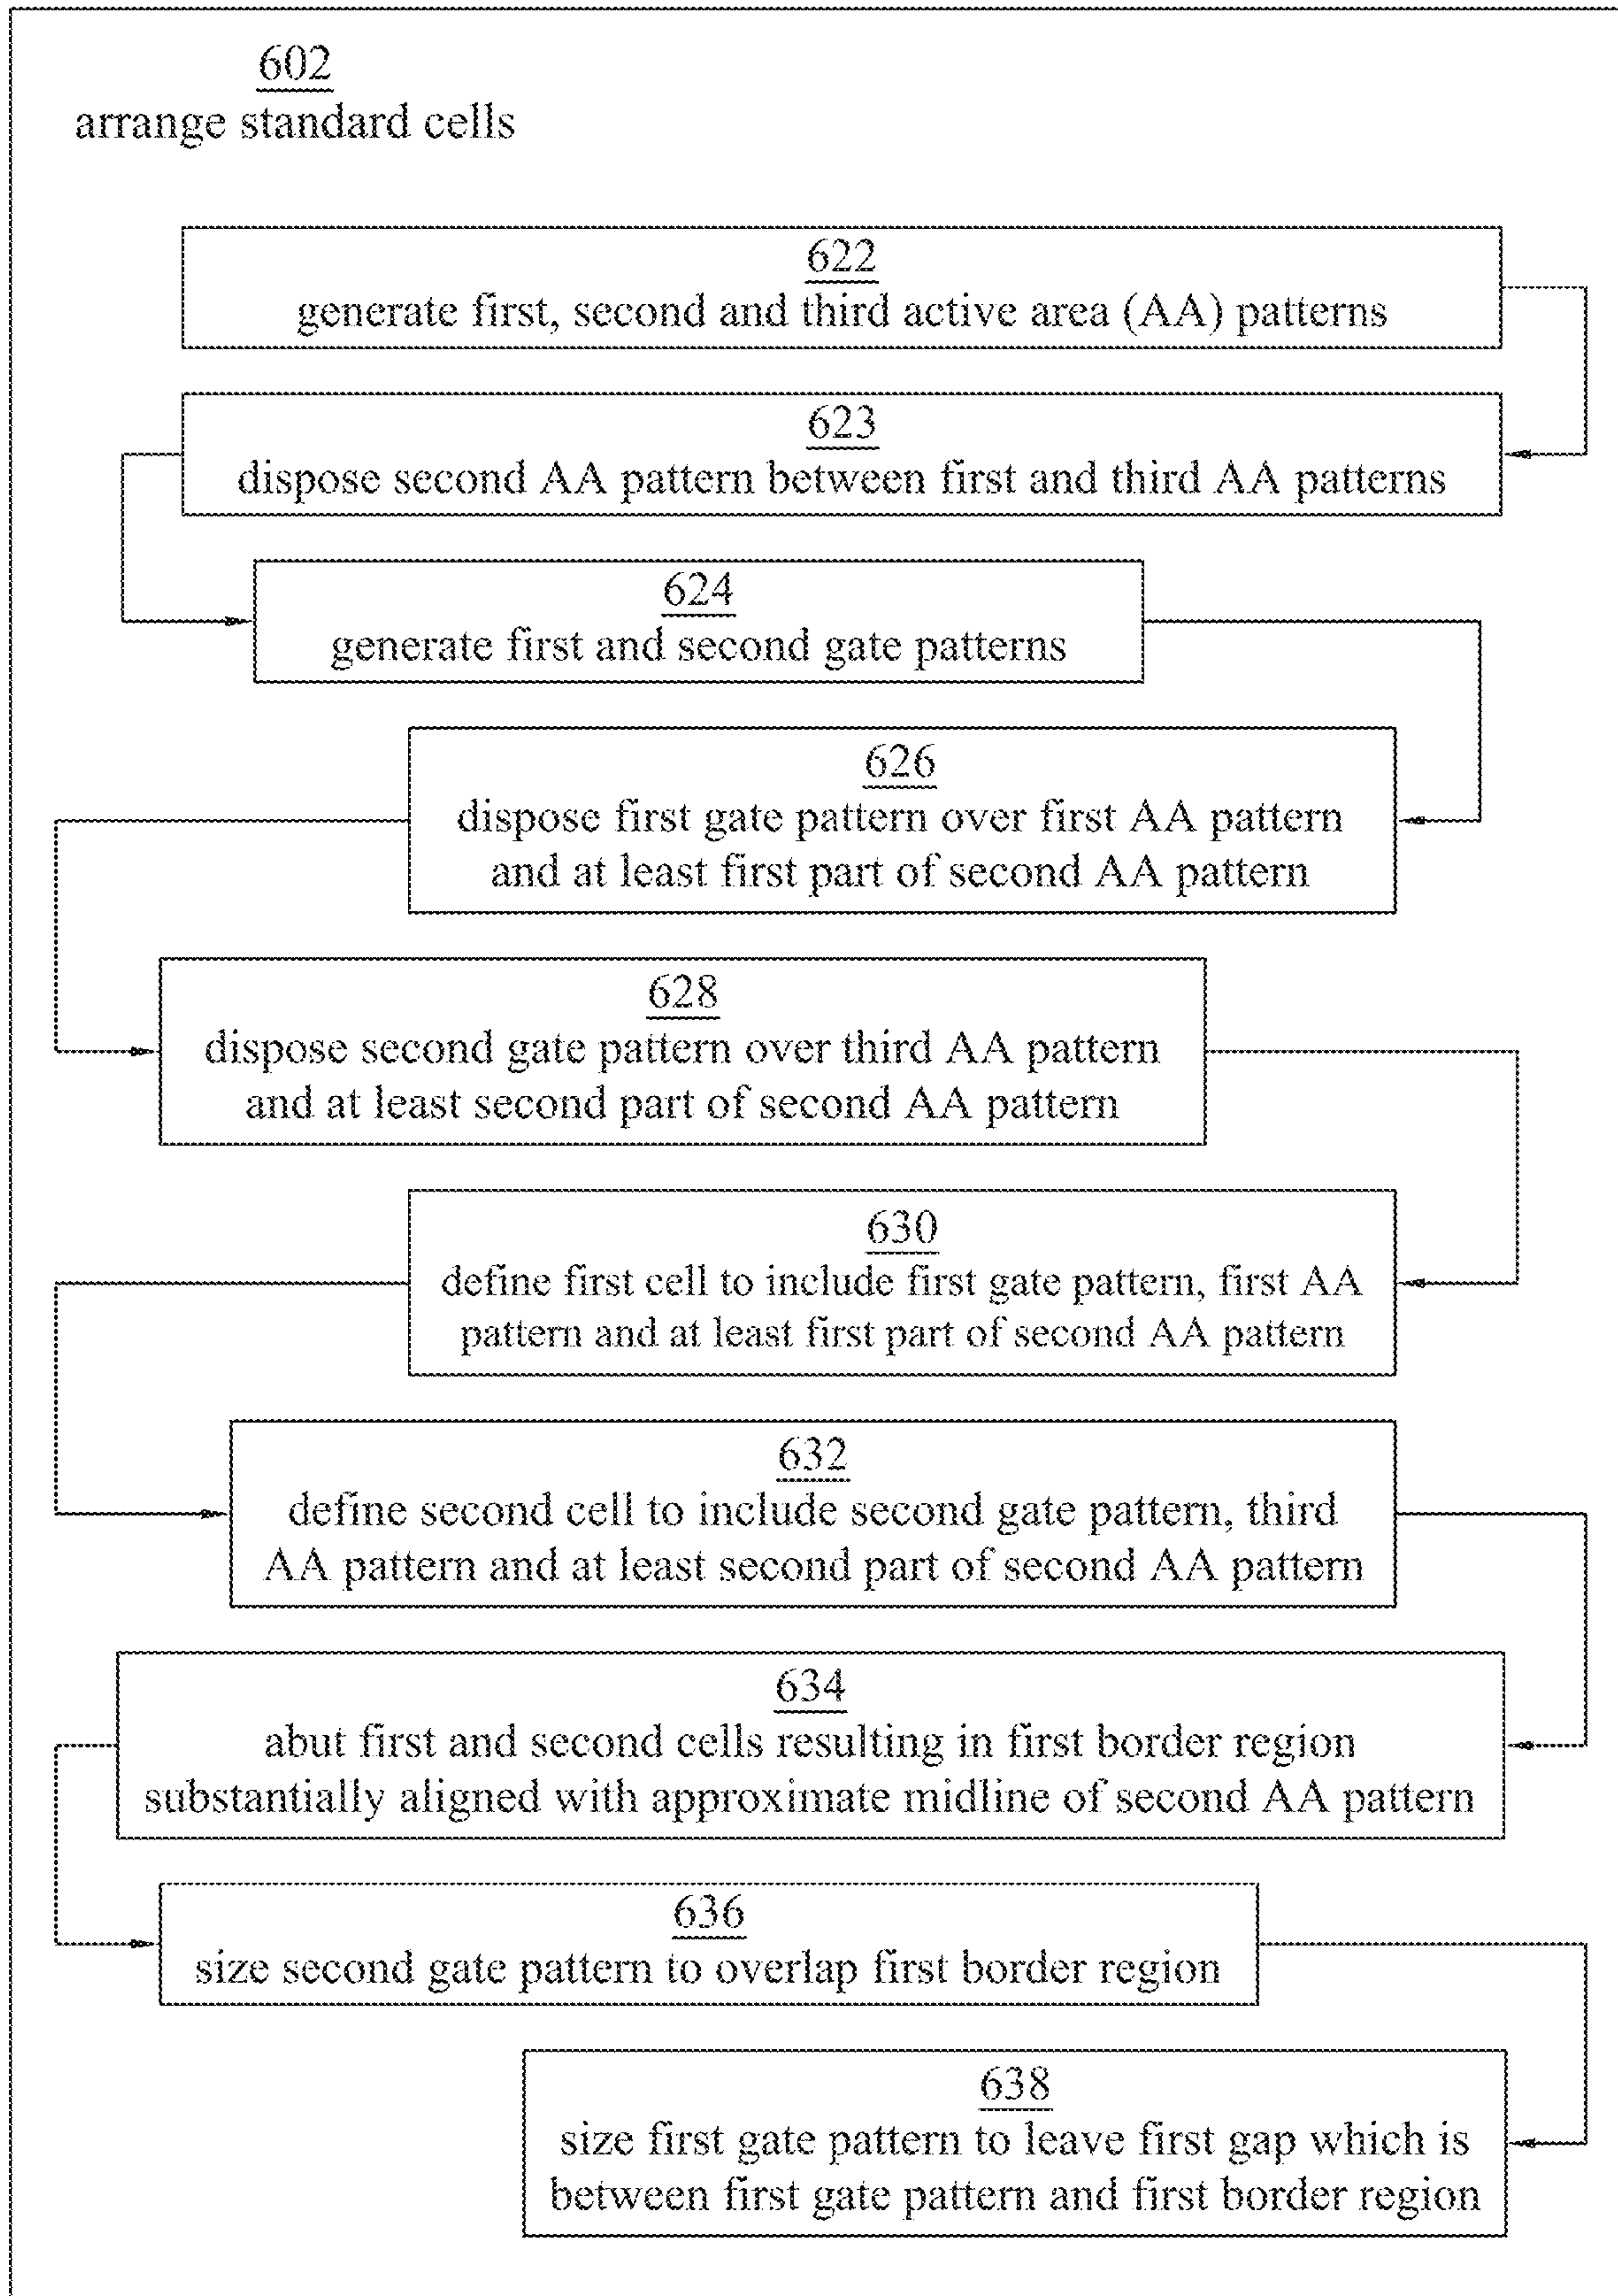 602
arrange standard cells
622
generate first, second and third active area (AA) patterns
623
dispose second AA pattern between first and third AA patterns
624
generate first and second gate patterns
626
dispose first gate pattern over first AA pattern
and at least first part of second AA pattern
628
dispose second gate pattern over third AA pattern
and at least second part of second AA pattern
630
define first cell to include first gate pattern, first AA
pattern and at least first part of second AA pattern
632
define second cell to include second gate pattern, third
AA pattern and at least second part of second AA pattern
634
abut first and second cells resulting in first border region
substantially aligned with approximate midline of second AA pattern
636
size second gate pattern to overlap first border region
638
size first gate pattern to leave first gap which is
between first gate pattern and first border region